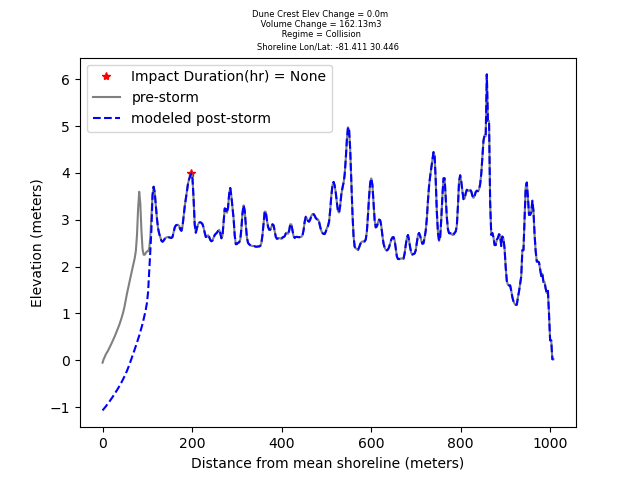 Dune Crest Elev Change = 0.0m
Volume Change = 162.13m3
Regime = Collision
Shoreline Lon/Lat: -81.411 30.446
Impact Duration(hr) = None
pre-storm
modeled post-storm
Elevation (meters)
6
5
4
3
2
1
0
−1
0 200 400 600 800 1000
Distance from mean shoreline (meters)